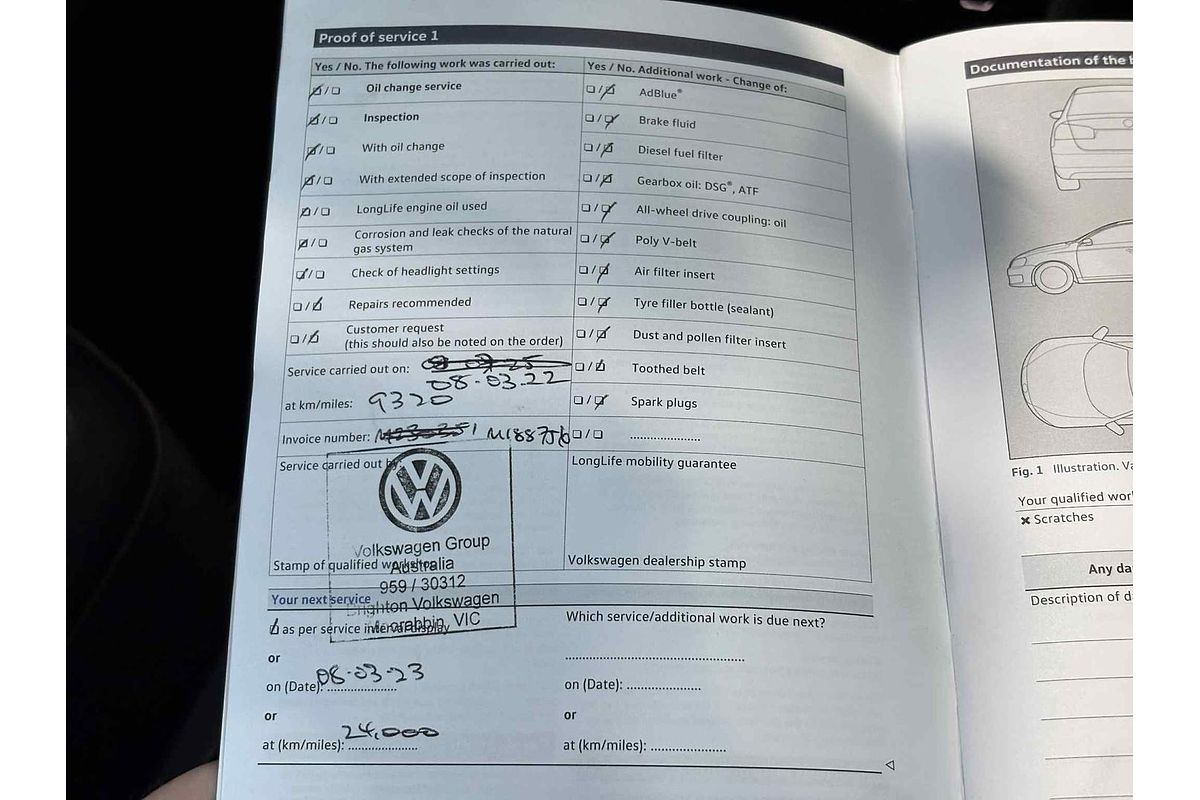 Proof of service 1
Yes / No. The following work was carried out:
☑/☐ Oil change service
☑/☐ Inspection
☑/☐ With oil change
☑/☐ With extended scope of inspection
☑/☐ LongLife engine oil used
☑/☐ Corrosion and leak checks of the natural
gas system
☑/☐ Check of headlight settings
☐/☑ Repairs recommended
☐/☑ Customer request
(this should also be noted on the order)
Service carried out on:
08-03-22
at km/miles: 9320
Invoice number: M188756
Service carried out by:
Stamp of qualified workshop
Volkswagen Group
Australia
959 / 30312
Brighton Volkswagen
Moorabbin, VIC
Yes / No. Additional work - Change of:
☐/☑ AdBlue®
☐/☑ Brake fluid
☐/☑ Diesel fuel filter
☐/☑ Gearbox oil: DSG®, ATF
☐/☑ All-wheel drive coupling: oil
☐/☑ Poly V-belt
☐/☑ Air filter insert
☐/☑ Tyre filler bottle (sealant)
☐/☑ Dust and pollen filter insert
☐/☑ Toothed belt
☐/☑ Spark plugs
☐/☐ .....................
LongLife mobility guarantee
Volkswagen dealership stamp
Your next service
☑ as per service interval display
or
on (Date): 08-03-23
or
at (km/miles): 24,000
Which service/additional work is due next?
on (Date): .....................
or
at (km/miles): .....................
Documentation of the
Fig. 1 Illustration.
Your qualified
✖ Scratches
Any
Description of